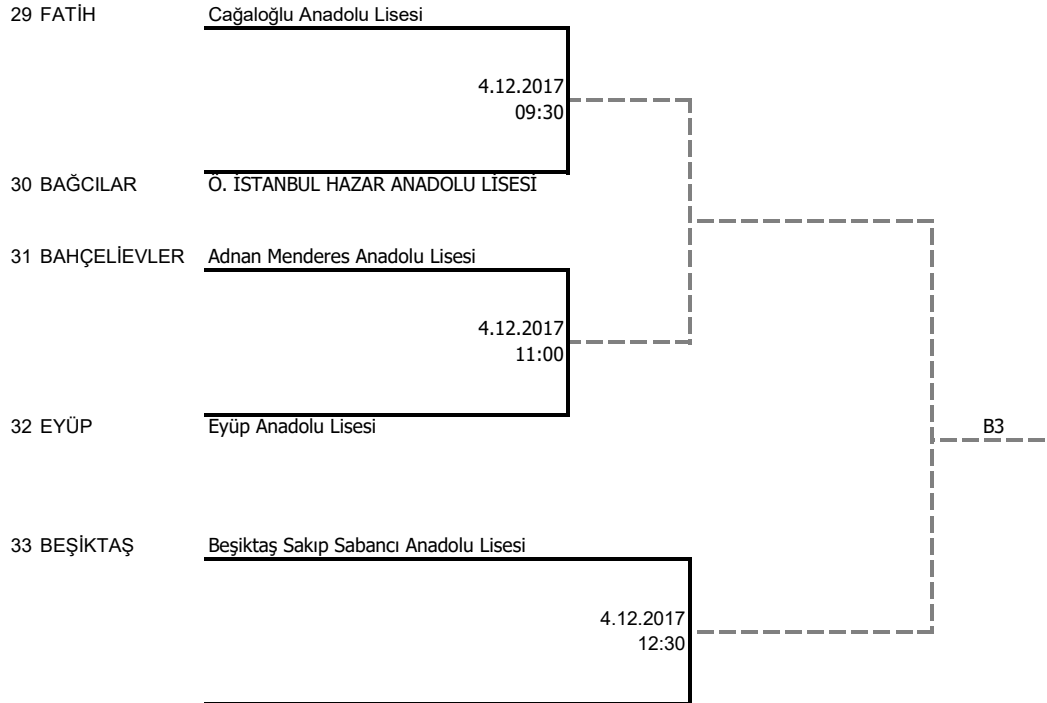 29 FATİH Cağaloğlu Anadolu Lisesi
4.12.2017
09:30
30 BAĞCILAR Ö. İSTANBUL HAZAR ANADOLU LİSESİ
31 BAHÇELİEVLER Adnan Menderes Anadolu Lisesi
4.12.2017
11:00
32 EYÜP Eyüp Anadolu Lisesi
B3
33 BEŞİKTAŞ Beşiktaş Sakıp Sabancı Anadolu Lisesi
4.12.2017
12:30